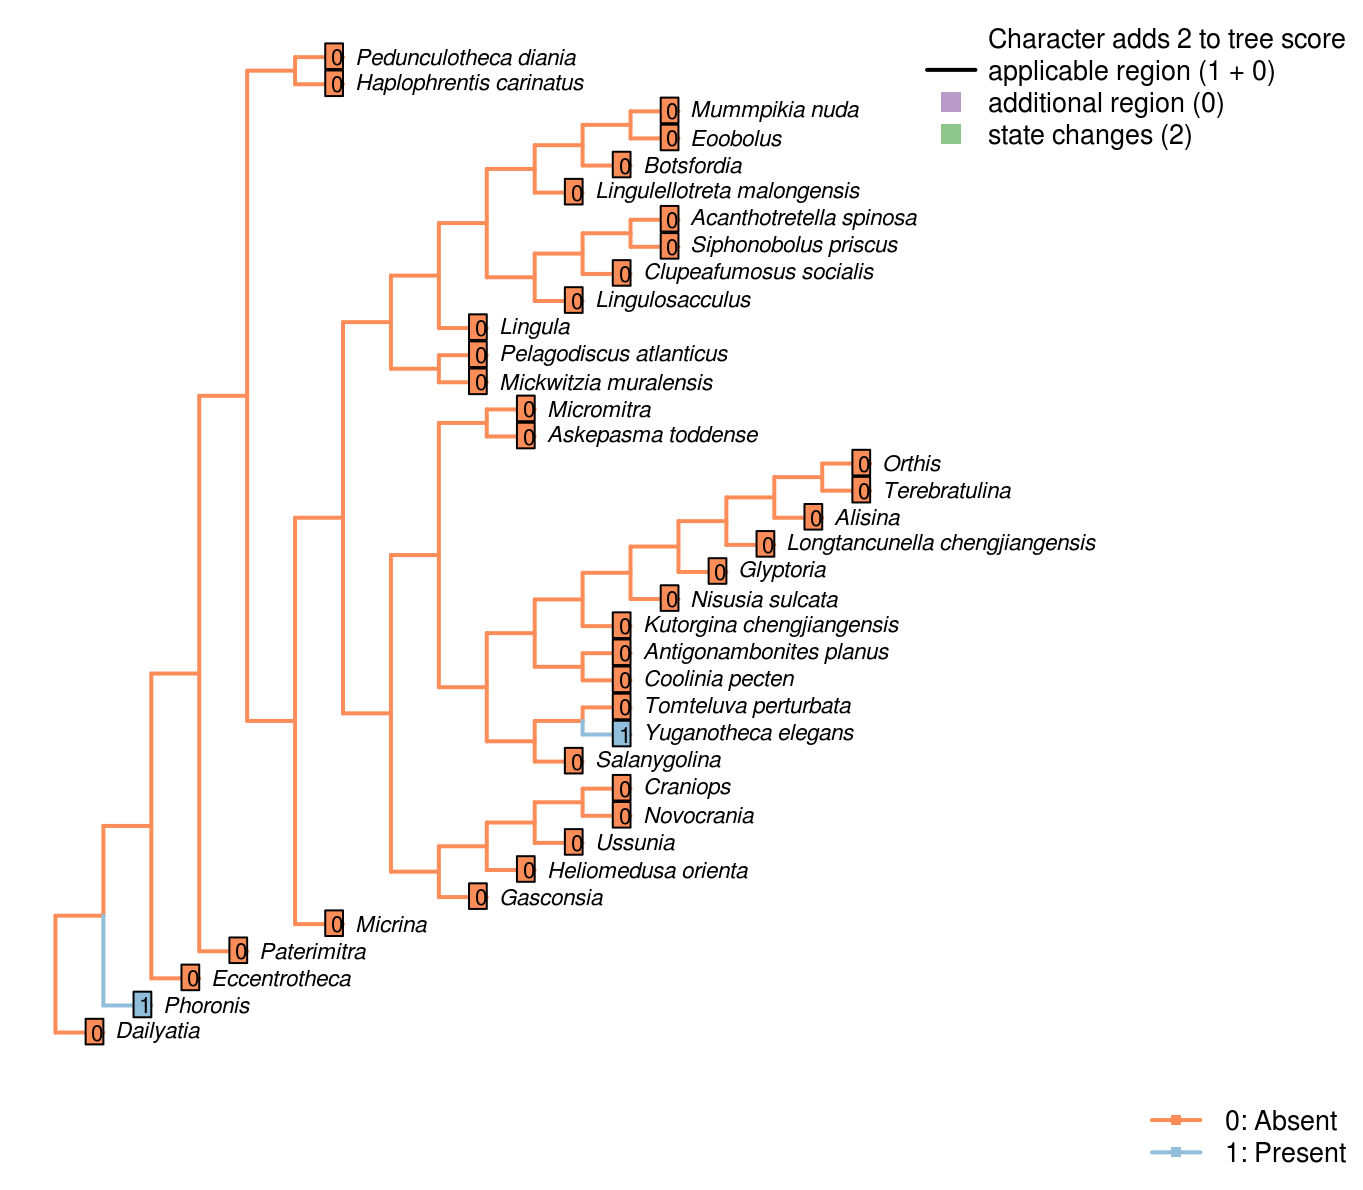 Character adds 2 to tree score
applicable region (1 + 0)
additional region (0)
state changes (2)
0 Pedunculotheca diania
0 Haplophrentis carinatus
0 Mummpikia nuda
0 Eoobolus
0 Botsfordia
0 Lingulellotreta malongensis
0 Acanthotretella spinosa
0 Siphonobolus priscus
0 Clupeafumosus socialis
0 Lingulosacculus
0 Lingula
0 Pelagodiscus atlanticus
0 Mickwitzia muralensis
0 Micromitra
0 Askepasma toddense
0 Orthis
0 Terebratulina
0 Alisina
0 Longtancunella chengjiangensis
0 Glyptoria
0 Nisusia sulcata
0 Kutorgina chengjiangensis
0 Antigonambonites planus
0 Coolinia pecten
0 Tomteluva perturbata
1 Yuganotheca elegans
0 Salanygolina
0 Craniops
0 Novocrania
0 Ussunia
0 Heliomedusa orienta
0 Gasconsia
0 Micrina
0 Paterimitra
0 Eccentrotheca
1 Phoronis
0 Dailyatia
0: Absent
1: Present